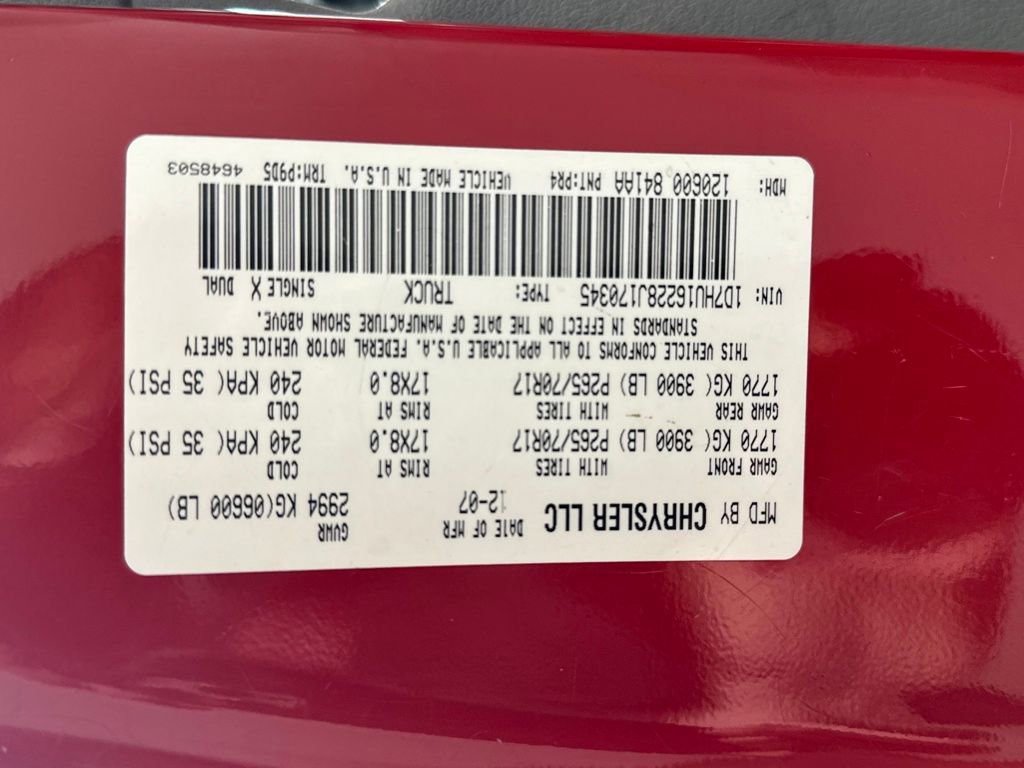 MFD BY CHRYSLER LLC DATE OF MFR 12-07 GVWR 2994 KG(06600 LB)
GAWR FRONT WITH TIRES RIMS AT COLD
1770 KG( 3900 LB) P265/70R17 17X8.0 240 KPA( 35 PSI)
GAWR REAR WITH TIRES RIMS AT COLD
1770 KG( 3900 LB) P265/70R17 17X8.0 240 KPA( 35 PSI)
THIS VEHICLE CONFORMS TO ALL APPLICABLE U.S.A. FEDERAL MOTOR VEHICLE SAFETY
STANDARDS IN EFFECT ON THE DATE OF MANUFACTURE SHOWN ABOVE.
VIN: 1D7HU16228J170345 TYPE: TRUCK SINGLE X DUAL
MDH: 120600 841AA PNT:PR4 VEHICLE MADE IN U.S.A. TRM:P9D5 4648503